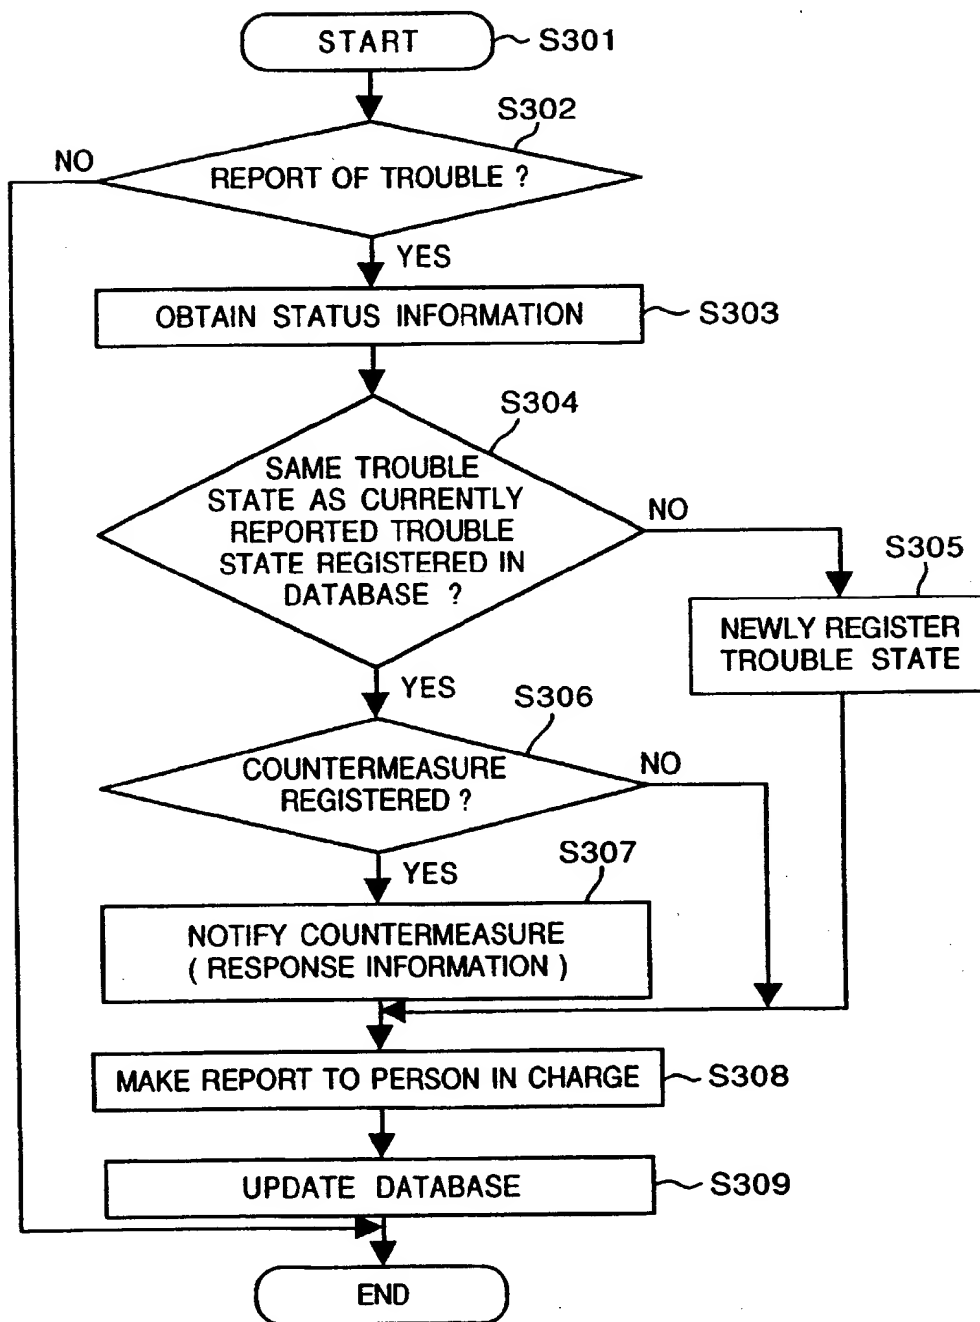 START
S301
S302
NO
REPORT OF TROUBLE ?
YES
OBTAIN STATUS INFORMATION
S303
S304
SAME TROUBLE
STATE AS CURRENTLY
REPORTED TROUBLE
STATE REGISTERED IN
DATABASE ?
NO
S305
NEWLY REGISTER
TROUBLE STATE
YES
S306
COUNTERMEASURE
REGISTERED ?
NO
YES
S307
NOTIFY COUNTERMEASURE
( RESPONSE INFORMATION )
MAKE REPORT TO PERSON IN CHARGE
S308
UPDATE DATABASE
S309
END